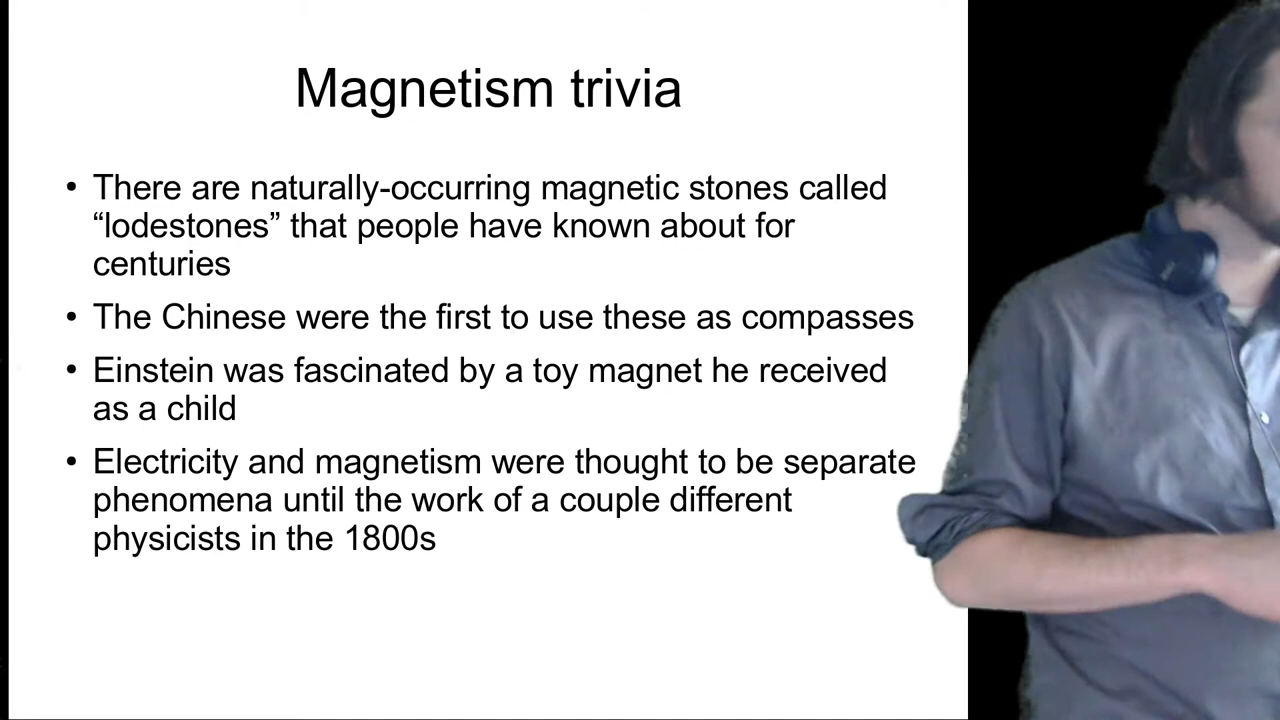 Magnetism trivia
• There are naturally-occurring magnetic stones called
“lodestones” that people have known about for
centuries
• The Chinese were the first to use these as compasses
• Einstein was fascinated by a toy magnet he received
as a child
• Electricity and magnetism were thought to be separate
phenomena until the work of a couple different
physicists in the 1800s